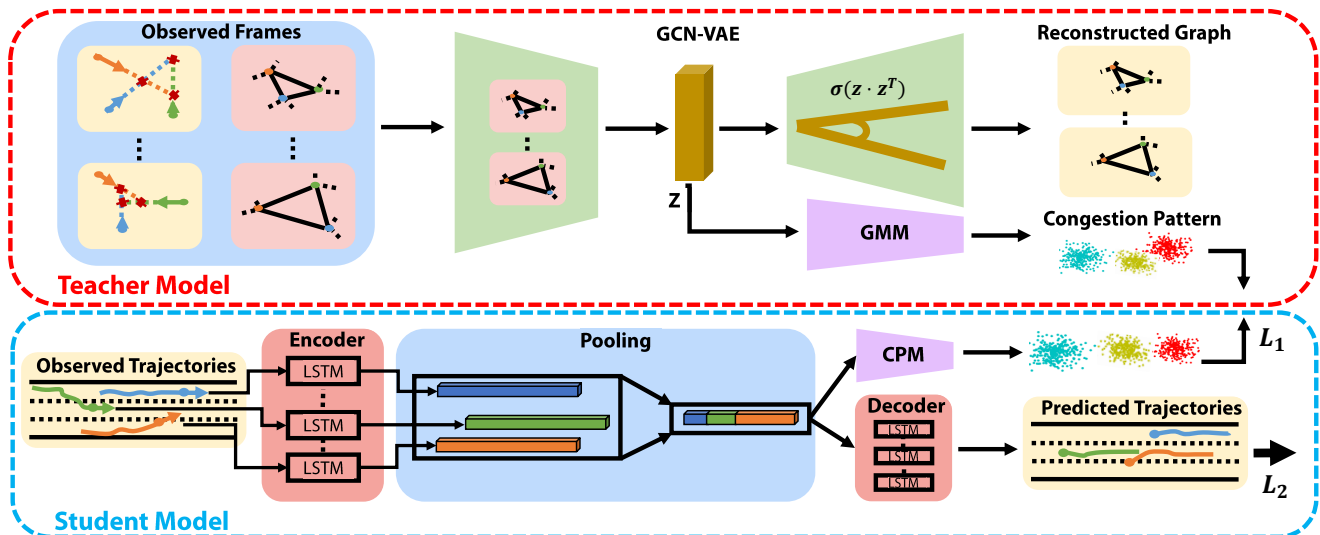 Observed Frames
GCN-VAE
Reconstructed Graph
σ(z · zᵀ)
Z
GMM
Congestion Pattern
Teacher Model
Observed Trajectories
Encoder
LSTM
LSTM
LSTM
Pooling
CPM
L₁
Decoder
LSTM
LSTM
LSTM
Predicted Trajectories
L₂
Student Model